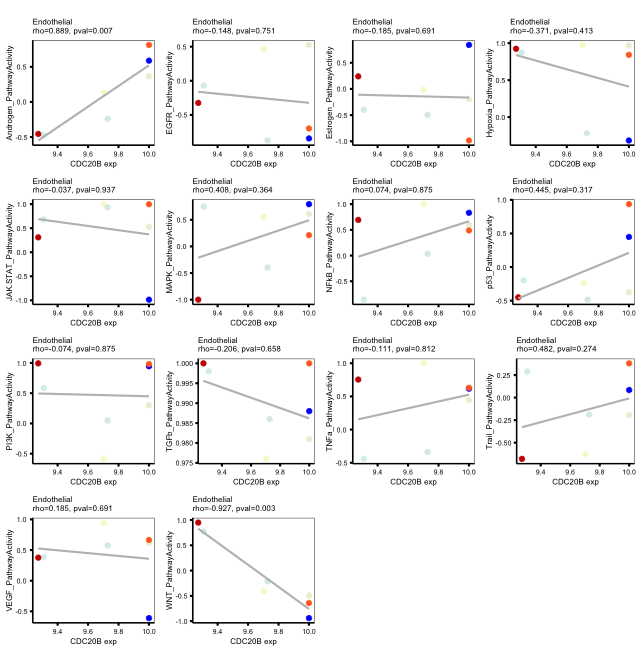 Endothelial
rho=0.889, pval=0.007
Androgen_PathwayActivity
0.5
0.0
-0.5
9.4 9.6 9.8 10.0
CDC20B exp
Endothelial
rho=-0.148, pval=0.751
EGFR_PathwayActivity
0.5
0.0
-0.5
9.4 9.6 9.8 10.0
CDC20B exp
Endothelial
rho=-0.185, pval=0.691
Estrogen_PathwayActivity
0.5
0.0
-0.5
-1.0
9.4 9.6 9.8 10.0
CDC20B exp
Endothelial
rho=-0.371, pval=0.413
Hypoxia_PathwayActivity
1.0
0.5
0.0
9.4 9.6 9.8 10.0
CDC20B exp
Endothelial
rho=-0.037, pval=0.937
JAK-STAT_PathwayActivity
1.0
0.5
0.0
-0.5
-1.0
9.4 9.6 9.8 10.0
CDC20B exp
Endothelial
rho=0.408, pval=0.364
MAPK_PathwayActivity
0.5
0.0
-0.5
-1.0
9.4 9.6 9.8 10.0
CDC20B exp
Endothelial
rho=0.074, pval=0.875
NFkB_PathwayActivity
1.0
0.5
0.0
-0.5
9.4 9.6 9.8 10.0
CDC20B exp
Endothelial
rho=0.445, pval=0.317
p53_PathwayActivity
1.0
0.5
0.0
-0.5
9.4 9.6 9.8 10.0
CDC20B exp
Endothelial
rho=-0.074, pval=0.875
PI3K_PathwayActivity
1.0
0.5
0.0
-0.5
9.4 9.6 9.8 10.0
CDC20B exp
Endothelial
rho=-0.206, pval=0.658
TGFb_PathwayActivity
1.000
0.995
0.990
0.985
0.980
0.975
9.4 9.6 9.8 10.0
CDC20B exp
Endothelial
rho=-0.111, pval=0.812
TNFa_PathwayActivity
1.0
0.5
0.0
-0.5
9.4 9.6 9.8 10.0
CDC20B exp
Endothelial
rho=0.482, pval=0.274
Trail_PathwayActivity
0.25
0.00
-0.25
-0.50
9.4 9.6 9.8 10.0
CDC20B exp
Endothelial
rho=0.185, pval=0.691
VEGF_PathwayActivity
1.0
0.5
0.0
-0.5
9.4 9.6 9.8 10.0
CDC20B exp
Endothelial
rho=-0.927, pval=0.003
WNT_PathwayActivity
1.0
0.5
0.0
-0.5
-1.0
9.4 9.6 9.8 10.0
CDC20B exp